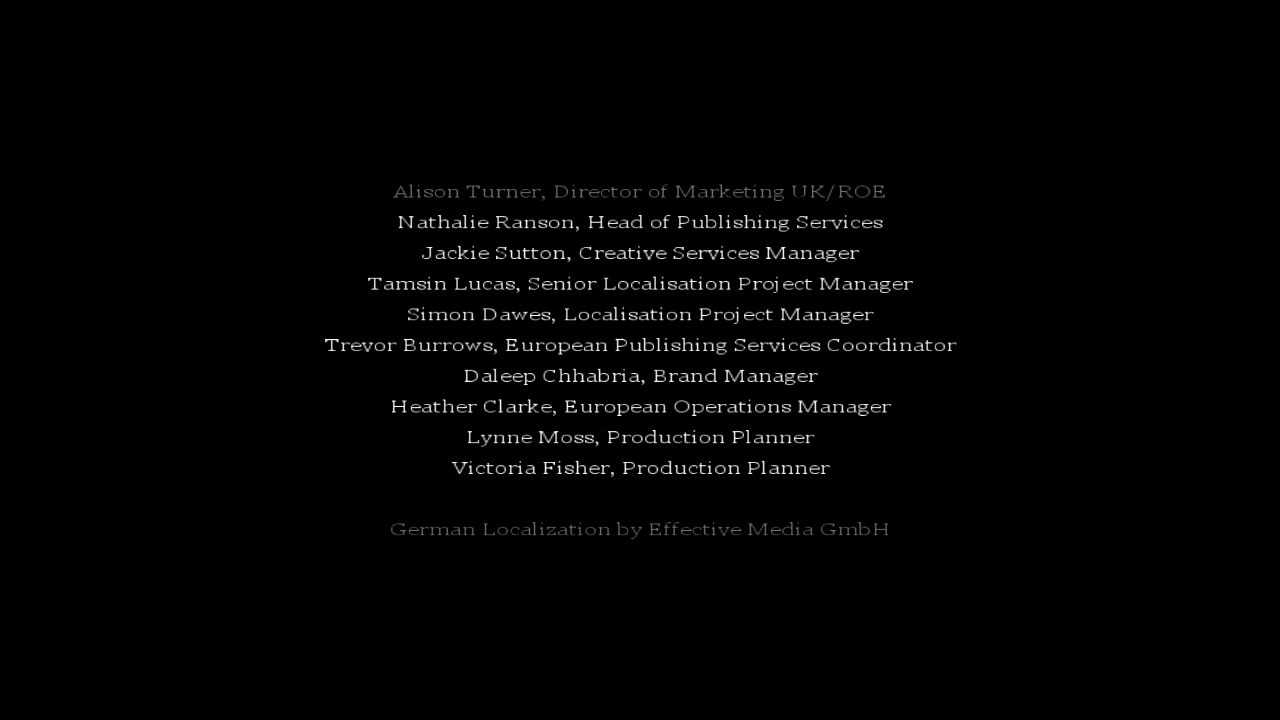 Alison Turner, Director of Marketing UK/ROE
Nathalie Ranson, Head of Publishing Services
Jackie Sutton, Creative Services Manager
Tamsin Lucas, Senior Localisation Project Manager
Simon Dawes, Localisation Project Manager
Trevor Burrows, European Publishing Services Coordinator
Daleep Chhabria, Brand Manager
Heather Clarke, European Operations Manager
Lynne Moss, Production Planner
Victoria Fisher, Production Planner
German Localization by Effective Media GmbH